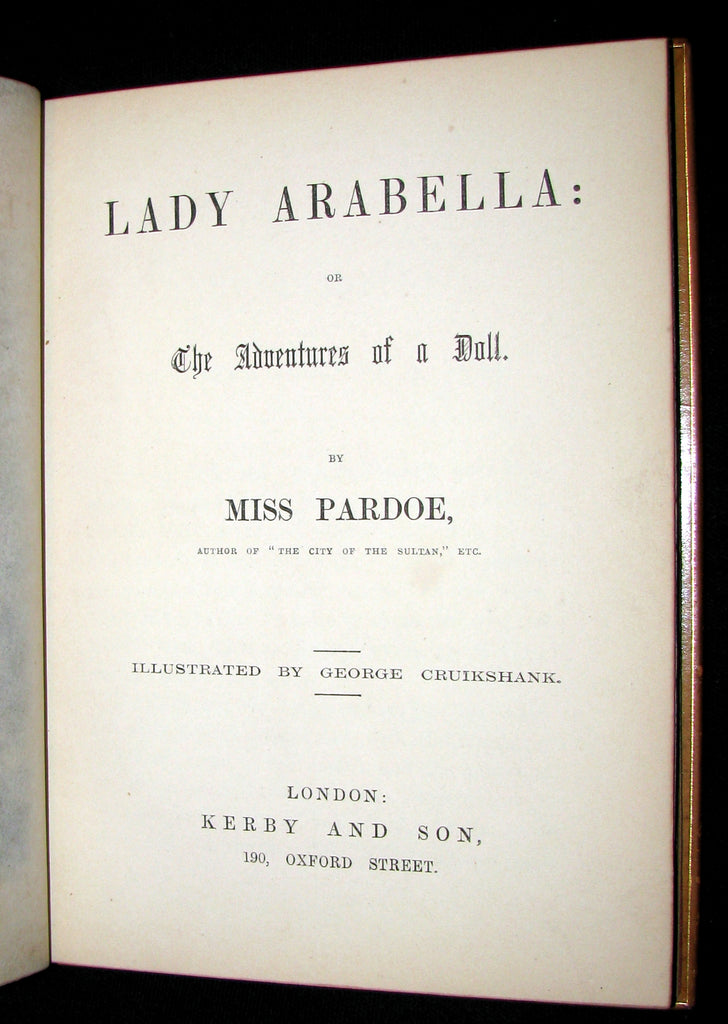 LADY ARABELLA:
OR
The Adventures of a Doll.
BY
MISS PARDOE,
AUTHOR OF "THE CITY OF THE SULTAN," ETC.
ILLUSTRATED BY GEORGE CRUIKSHANK.
LONDON:
KERBY AND SON,
190, OXFORD STREET.